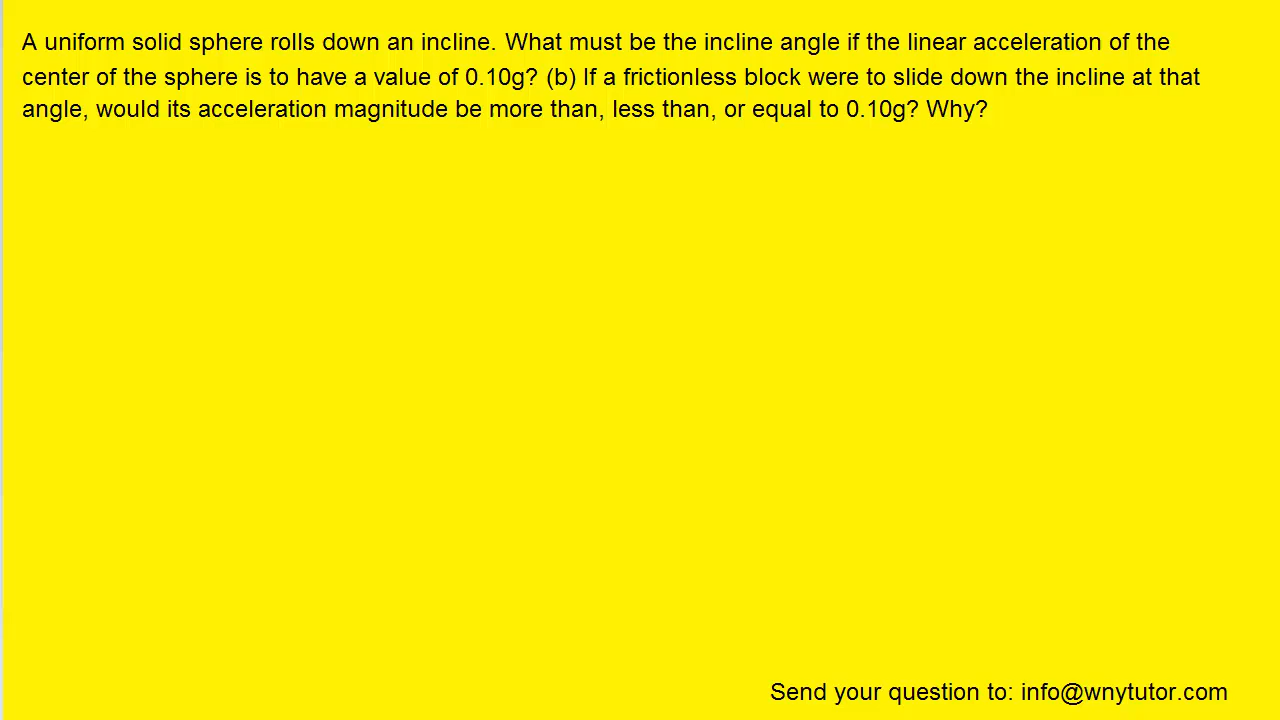 A uniform solid sphere rolls down an incline. What must be the incline angle if the linear acceleration of the
center of the sphere is to have a value of 0.10g? (b) If a frictionless block were to slide down the incline at that
angle, would its acceleration magnitude be more than, less than, or equal to 0.10g? Why?
Send your question to: info@wnytutor.com